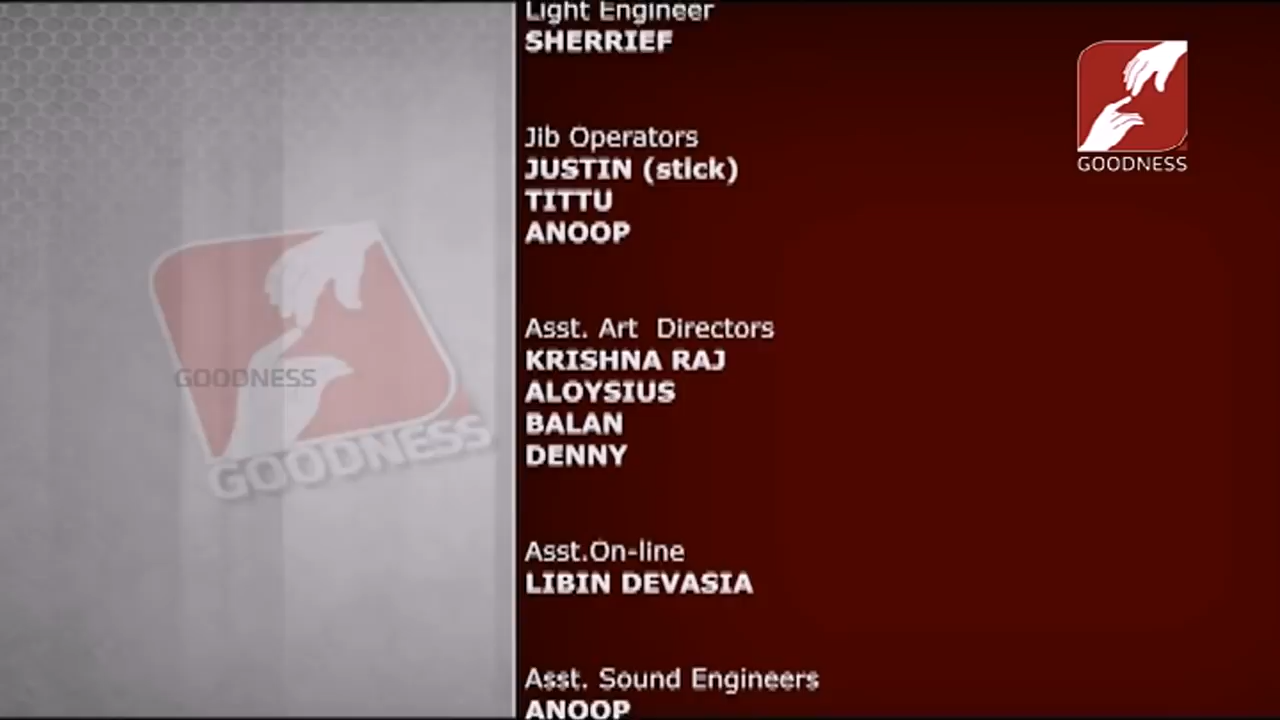 Light Engineer
SHERRIEF
Jib Operators
JUSTIN (stick)
TITTU
ANOOP
Asst. Art  Directors
KRISHNA RAJ
ALOYSIUS
BALAN
DENNY
Asst.On-line
LIBIN DEVASIA
Asst. Sound Engineers
ANOOP
GOODNESS
GOODNESS
GOODNESS